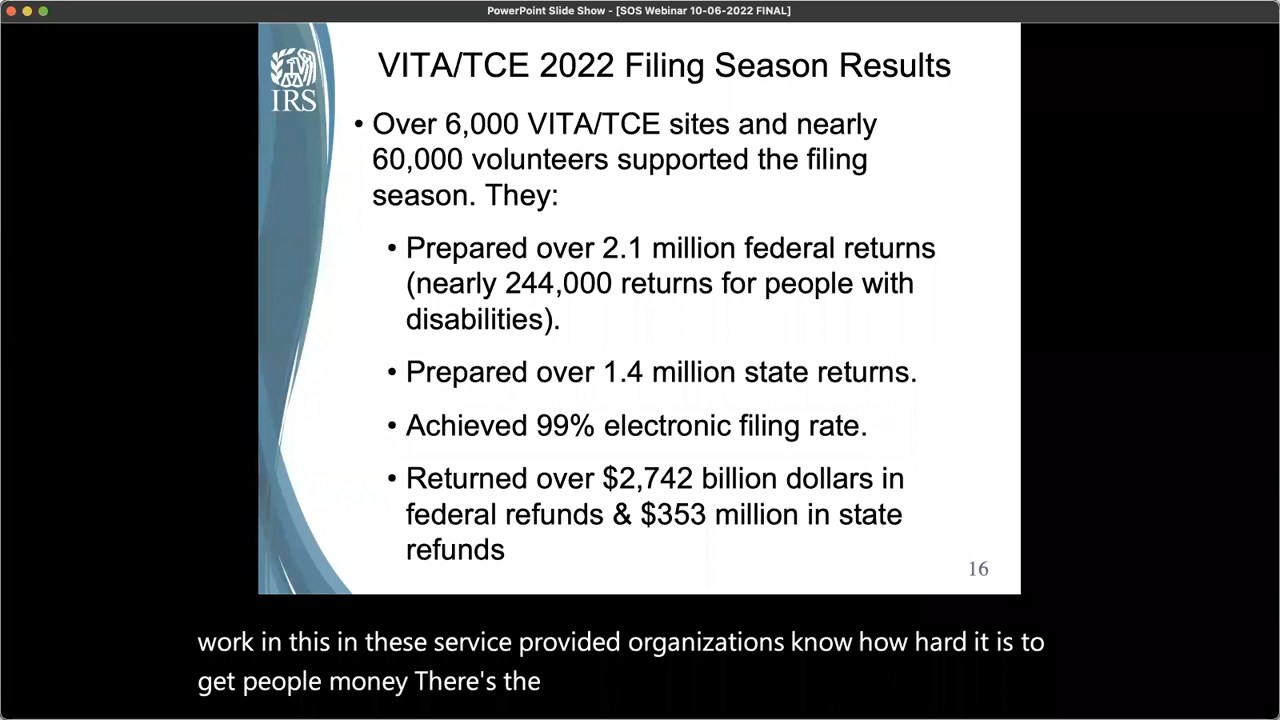 PowerPoint Slide Show - [SOS Webinar 10-06-2022 FINAL]
IRS
VITA/TCE 2022 Filing Season Results
• Over 6,000 VITA/TCE sites and nearly
60,000 volunteers supported the filing
season. They:
• Prepared over 2.1 million federal returns
(nearly 244,000 returns for people with
disabilities).
• Prepared over 1.4 million state returns.
• Achieved 99% electronic filing rate.
• Returned over $2,742 billion dollars in
federal refunds & $353 million in state
refunds
16
work in this in these service provided organizations know how hard it is to
get people money There's the